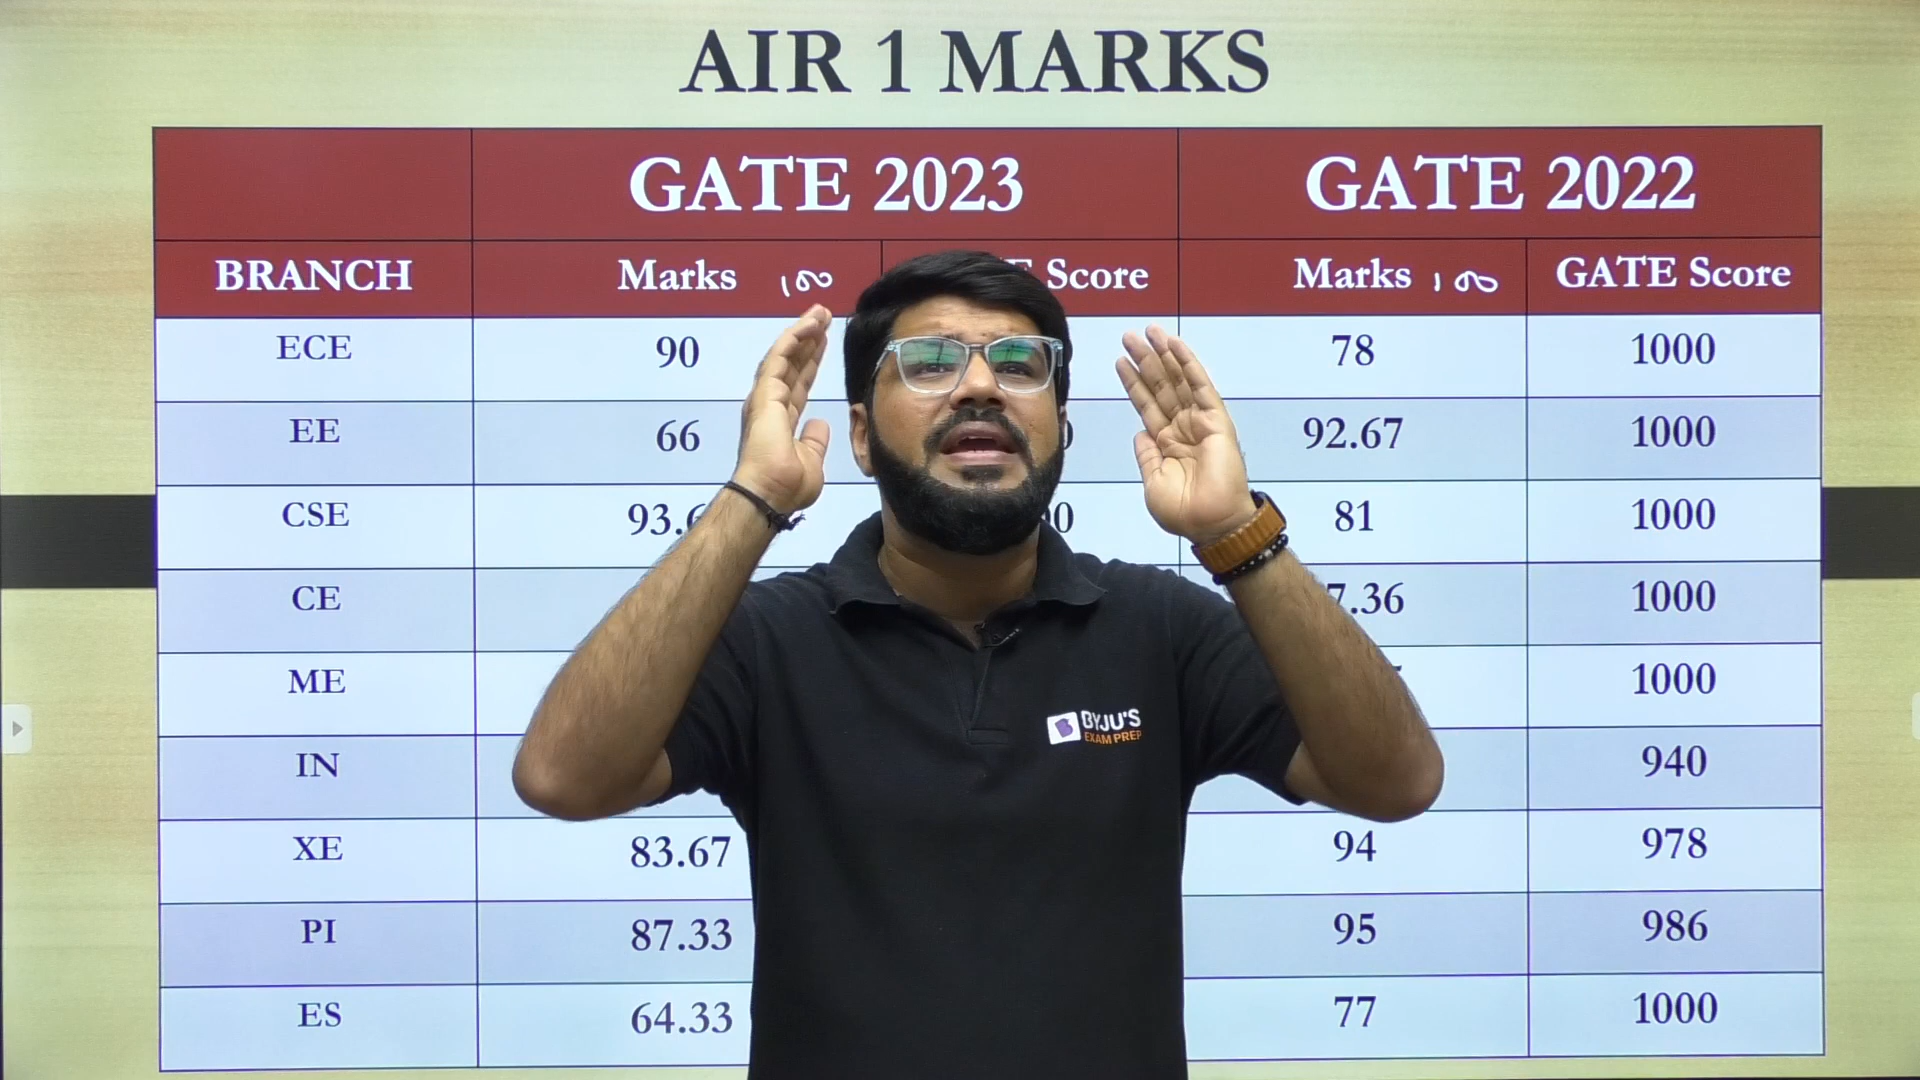 AIR 1 MARKS
GATE 2023 GATE 2022
BRANCH Marks 100 Score Marks 100 GATE Score
ECE 90 78 1000
EE 66 92.67 1000
CSE 81 1000
CE 1000
ME 1000
IN 940
XE 83.67 94 978
PI 87.33 95 986
ES 64.33 77 1000
BYJU'S
EXAM PREP